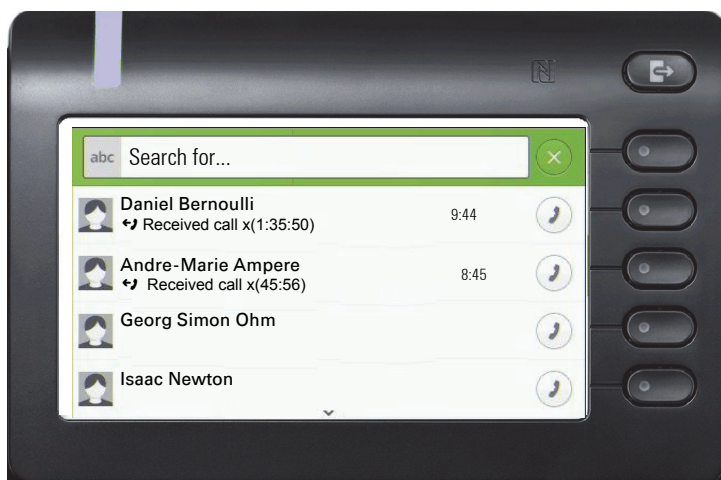 abc Search for...
Daniel Bernoulli
Received call x(1:35:50) 9:44
Andre-Marie Ampere
Received call x(45:56) 8:45
Georg Simon Ohm
Isaac Newton